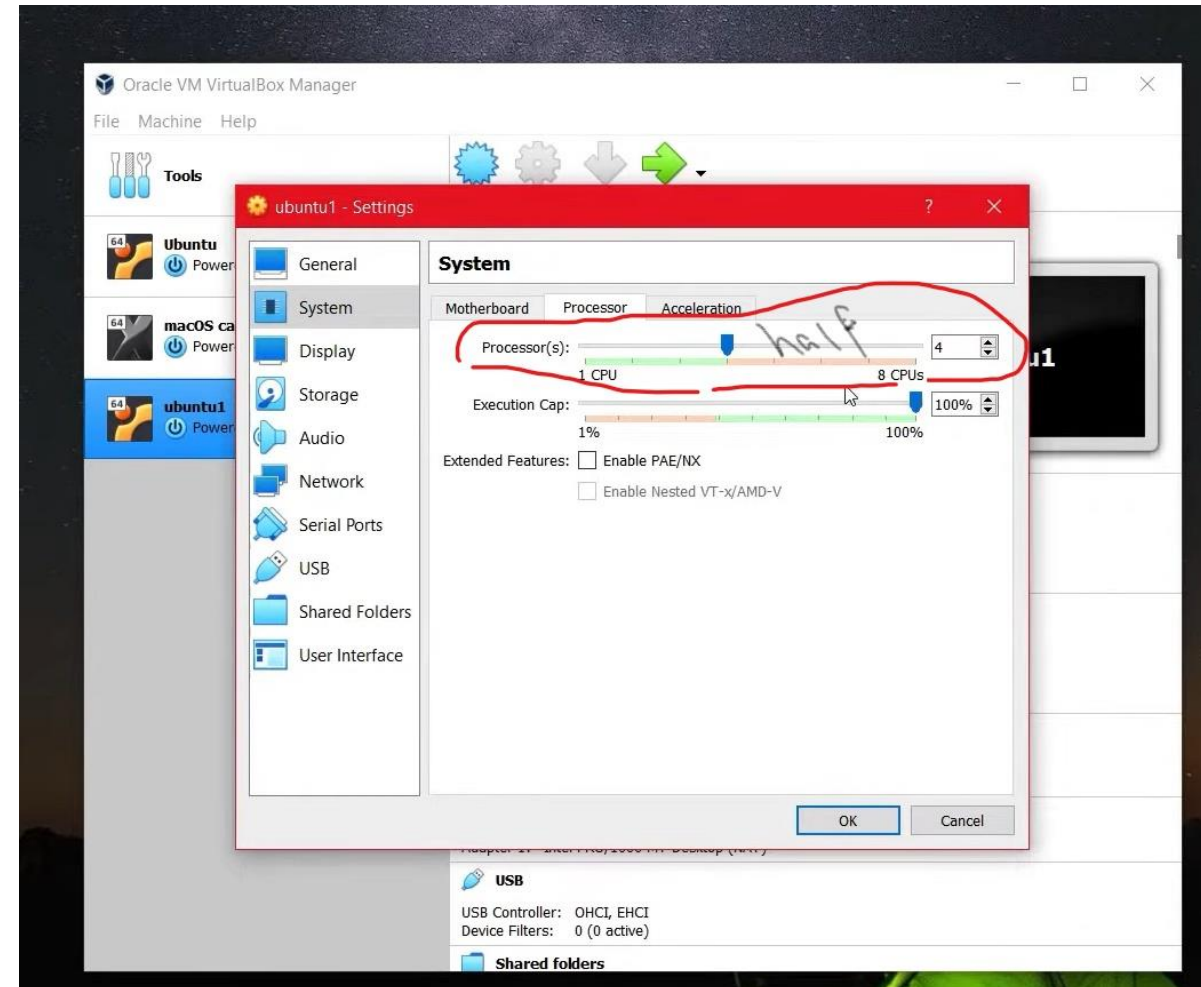 Oracle VM VirtualBox Manager
File Machine Help
Tools
64 Ubuntu
Power
64 macOS ca
Power
64 ubuntu1
Power
ubuntu1 - Settings ?
General
System
Display
Storage
Audio
Network
Serial Ports
USB
Shared Folders
User Interface
System
Motherboard Processor Acceleration
half
Processor(s): 4
1 CPU 8 CPUs
Execution Cap: 100%
1% 100%
Extended Features: Enable PAE/NX
Enable Nested VT-x/AMD-V
OK Cancel
u1
USB
USB Controller: OHCI, EHCI
Device Filters: 0 (0 active)
Shared folders